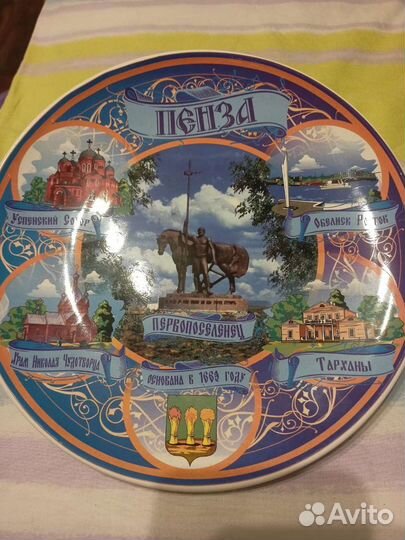 ПЕНЗА
Успенский Собор
Обелиск Росток
Первопоселенец
Храм Николая Чудотворца
Тарханы
основана в 1663 году
Avito